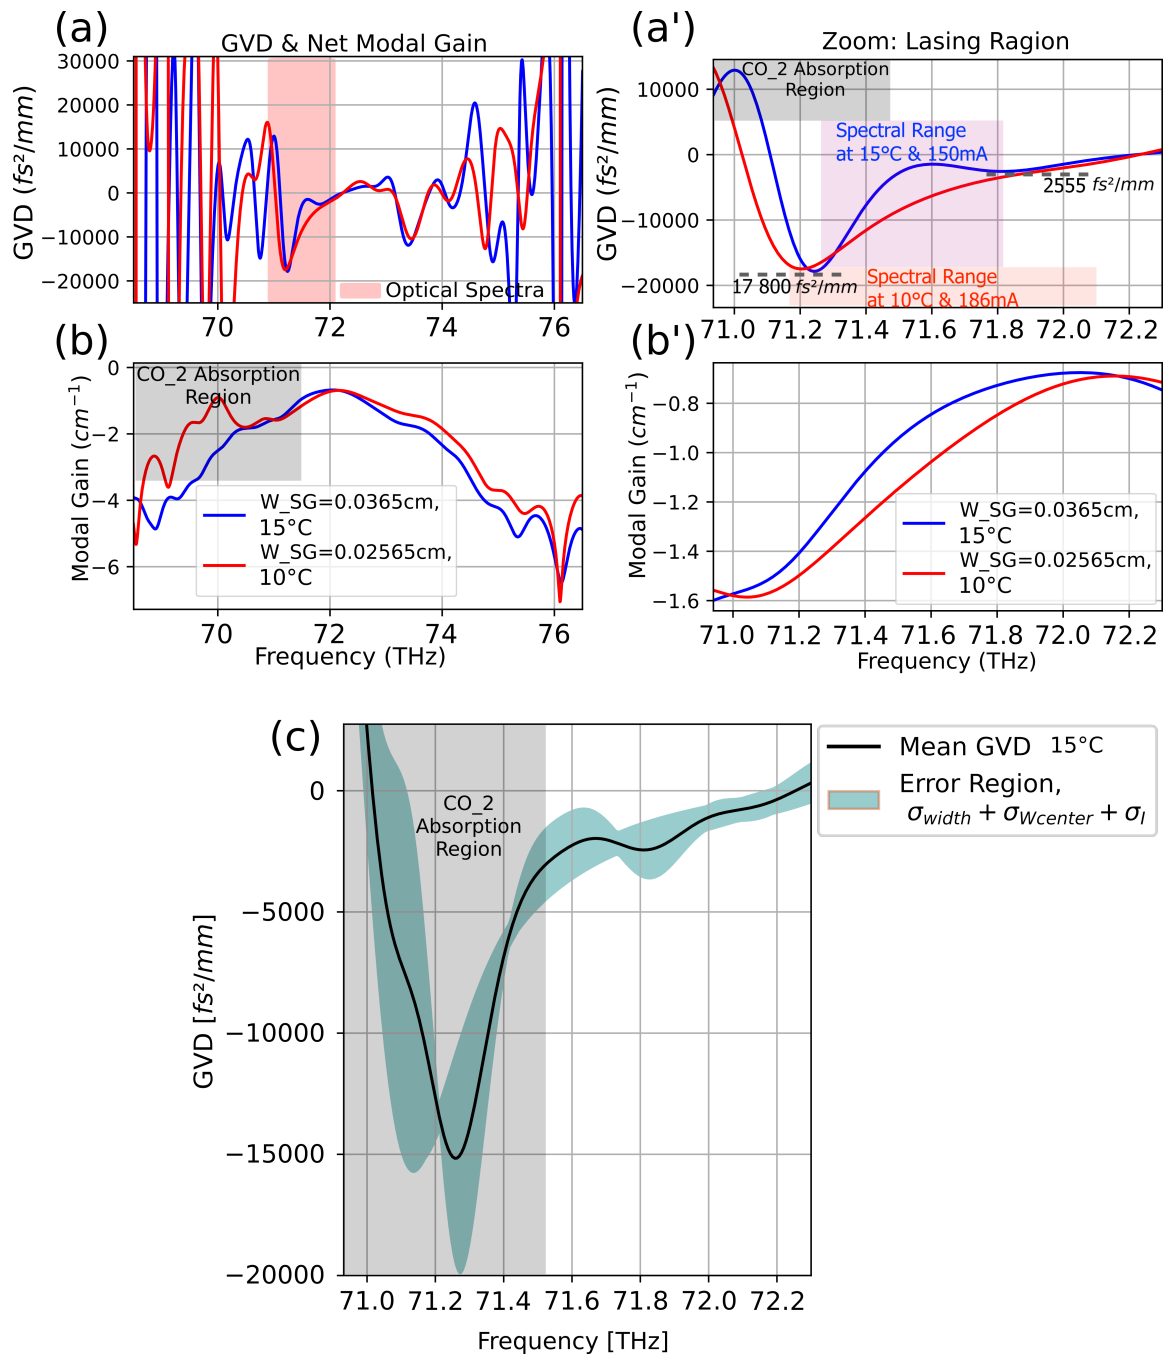 (a)
GVD & Net Modal Gain
GVD (fs²/mm)
30000
20000
10000
0
−10000
−20000
Optical Spectra
70
72
74
76
(a')
Zoom: Lasing Ragion
GVD (fs²/mm)
10000
0
−10000
−20000
CO_2 Absorption
Region
Spectral Range
at 15°C & 150mA
2555 fs²/mm
17 800 fs²/mm
Spectral Range
at 10°C & 186mA
71.0
71.2
71.4
71.6
71.8
72.0
72.2
(b)
Modal Gain (cm⁻¹)
0
−2
−4
−6
CO_2 Absorption
Region
W_SG=0.0365cm,
15°C
W_SG=0.02565cm,
10°C
70
72
74
76
Frequency (THz)
(b')
Modal Gain (cm⁻¹)
−0.8
−1.0
−1.2
−1.4
−1.6
W_SG=0.0365cm,
15°C
W_SG=0.02565cm,
10°C
71.0
71.2
71.4
71.6
71.8
72.0
72.2
Frequency (THz)
(c)
GVD [fs²/mm]
0
−5000
−10000
−15000
−20000
CO_2
Absorption
Region
Mean GVD 15°C
Error Region,
σwidth + σWcenter + σI
71.0
71.2
71.4
71.6
71.8
72.0
72.2
Frequency [THz]